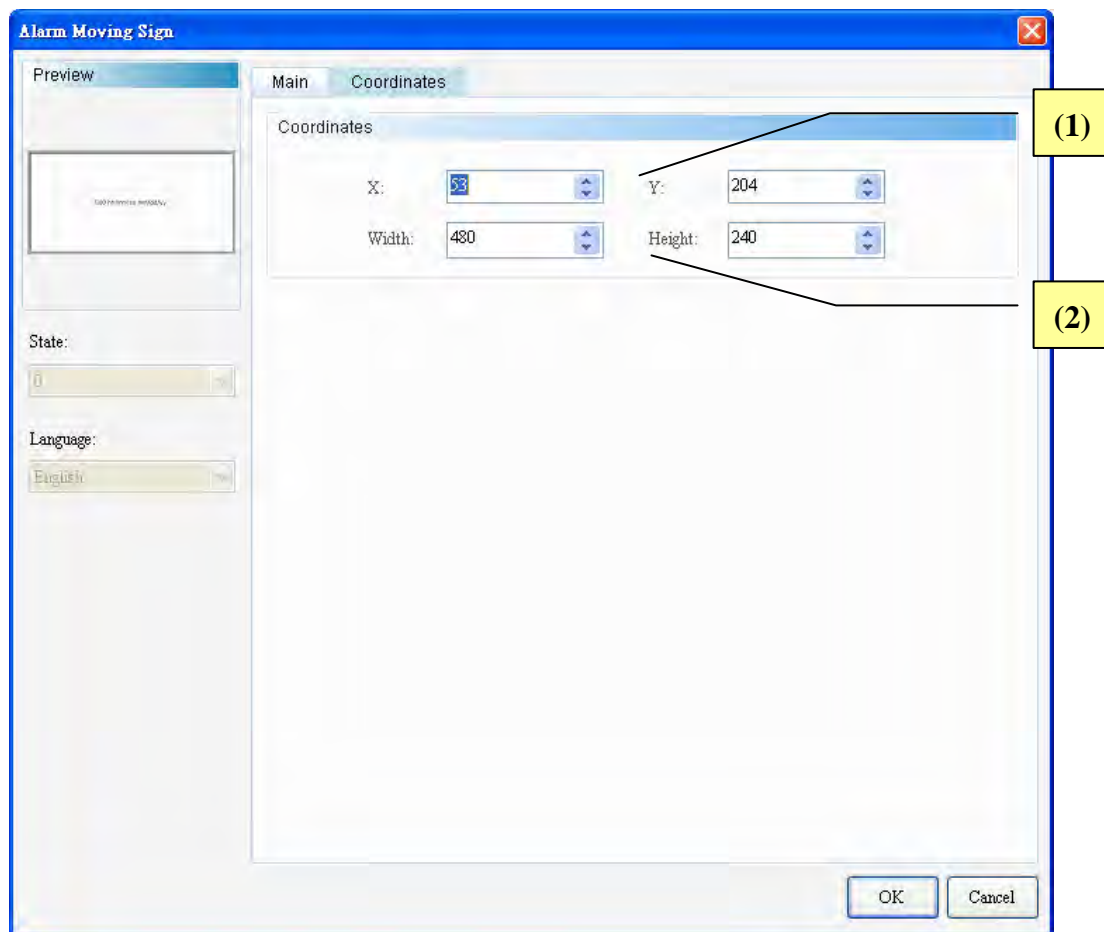 Alarm Moving Sign
Preview
Main Coordinates
Coordinates
(1)
X: 53 Y: 204
Width: 480 Height: 240
(2)
State:
0
Language:
English
OK Cancel